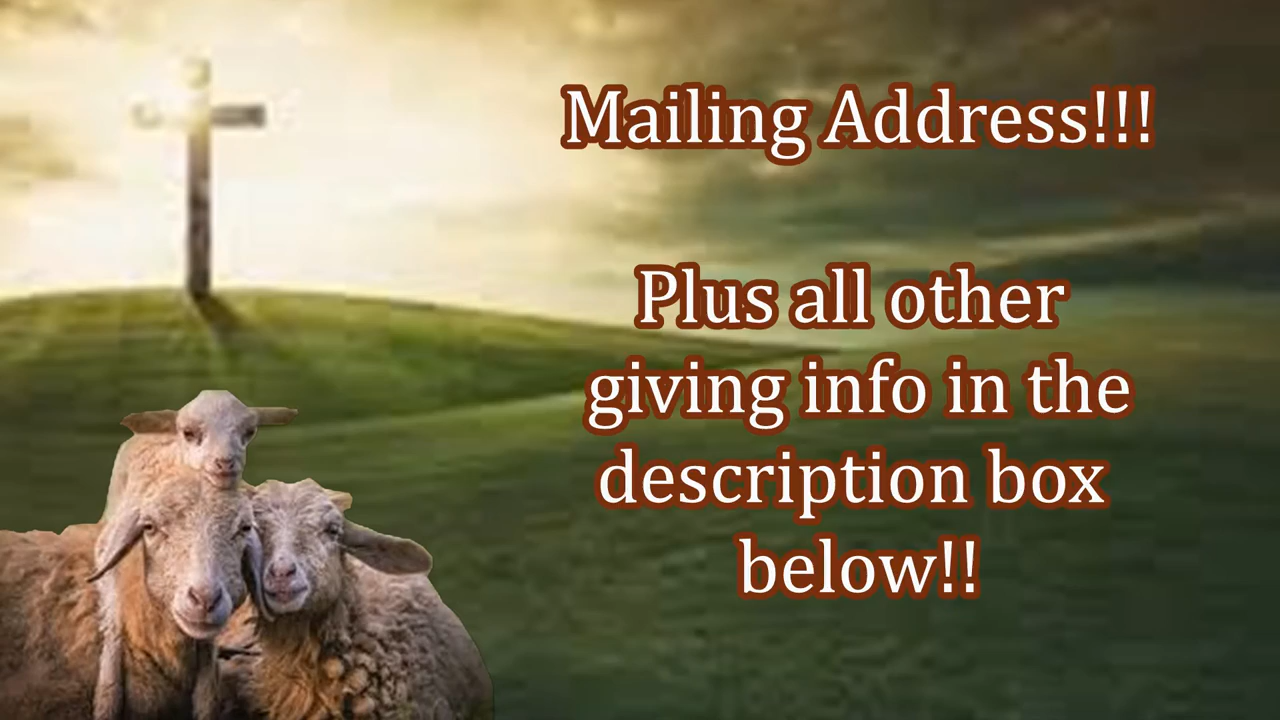 Mailing Address!!!
Plus all other
giving info in the
description box
below!!